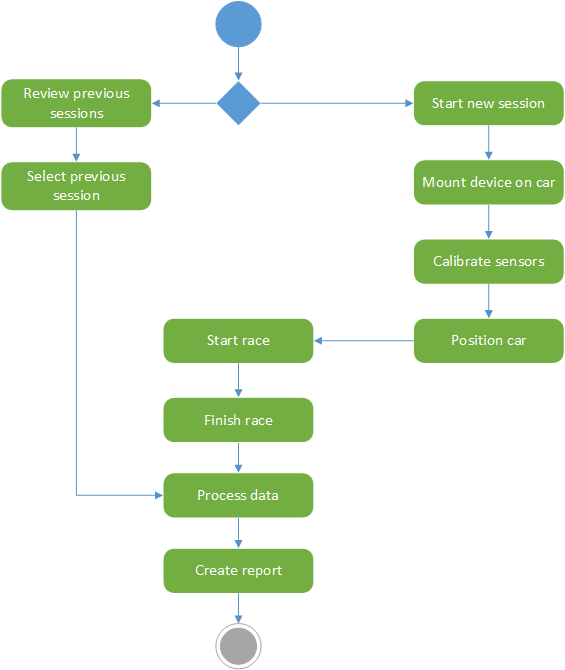 Review previous
sessions
Start new session
Select previous
session
Mount device on car
Calibrate sensors
Start race
Position car
Finish race
Process data
Create report